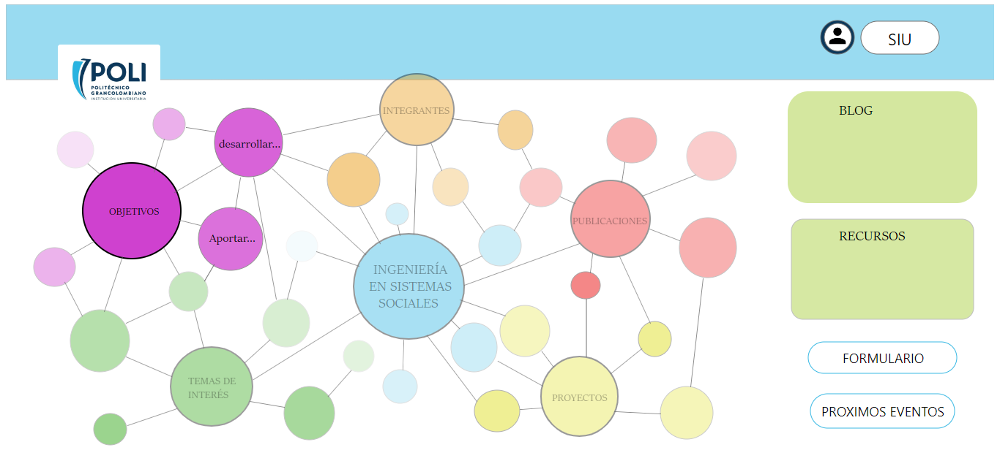 SIU
POLI
POLITÉCNICO
GRANCOLOMBIANO
INSTITUCIÓN UNIVERSITARIA
INTEGRANTES
BLOG
desarrollar...
OBJETIVOS
PUBLICACIONES
Aportar...
RECURSOS
INGENIERÍA
EN SISTEMAS
SOCIALES
FORMULARIO
TEMAS DE
INTERÉS
PROYECTOS
PROXIMOS EVENTOS